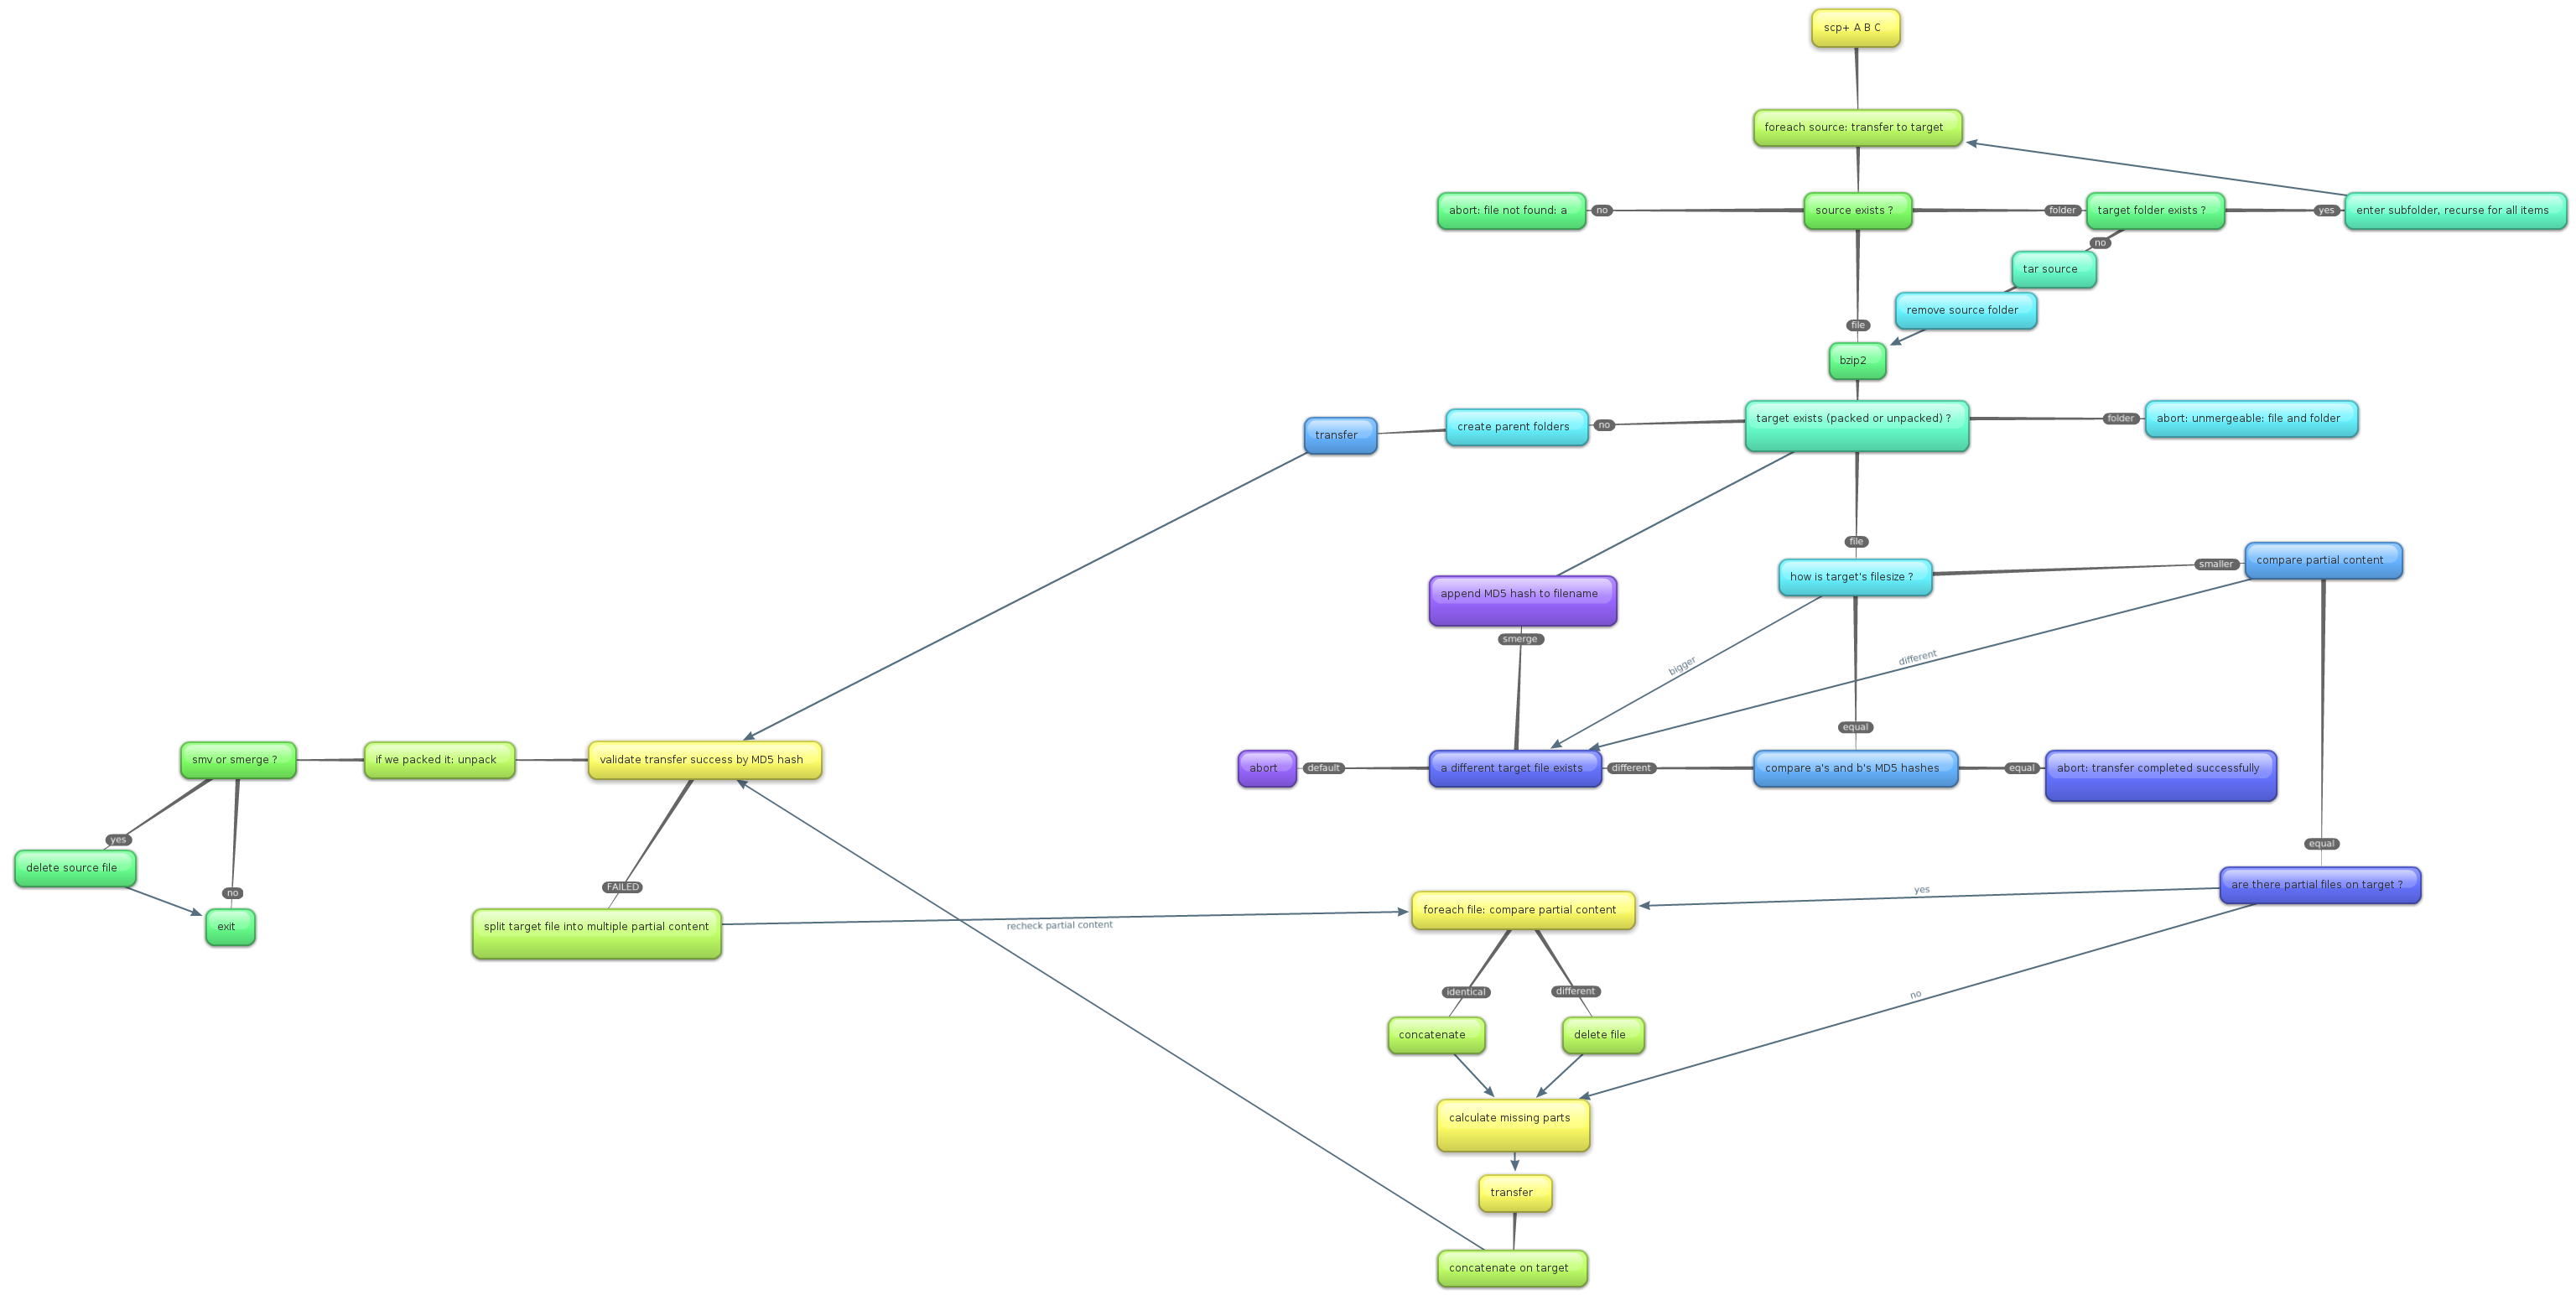 scp+ A B C
foreach source: transfer to target
abort: file not found: a
no
source exists ?
folder
target folder exists ?
yes
enter subfolder, recurse for all items
no
tar source
remove source folder
file
bzip2
transfer
create parent folders
no
target exists (packed or unpacked) ?
folder
abort: unmergeable: file and folder
file
how is target's filesize ?
smaller
compare partial content
append MD5 hash to filename
smerge
bigger
different
equal
smv or smerge ?
if we packed it: unpack
validate transfer success by MD5 hash
abort
default
a different target file exists
different
compare a's and b's MD5 hashes
equal
abort: transfer completed successfully
yes
equal
delete source file
no
exit
FAILED
split target file into multiple partial content
recheck partial content
foreach file: compare partial content
yes
are there partial files on target ?
identical
different
no
concatenate
delete file
calculate missing parts
transfer
concatenate on target